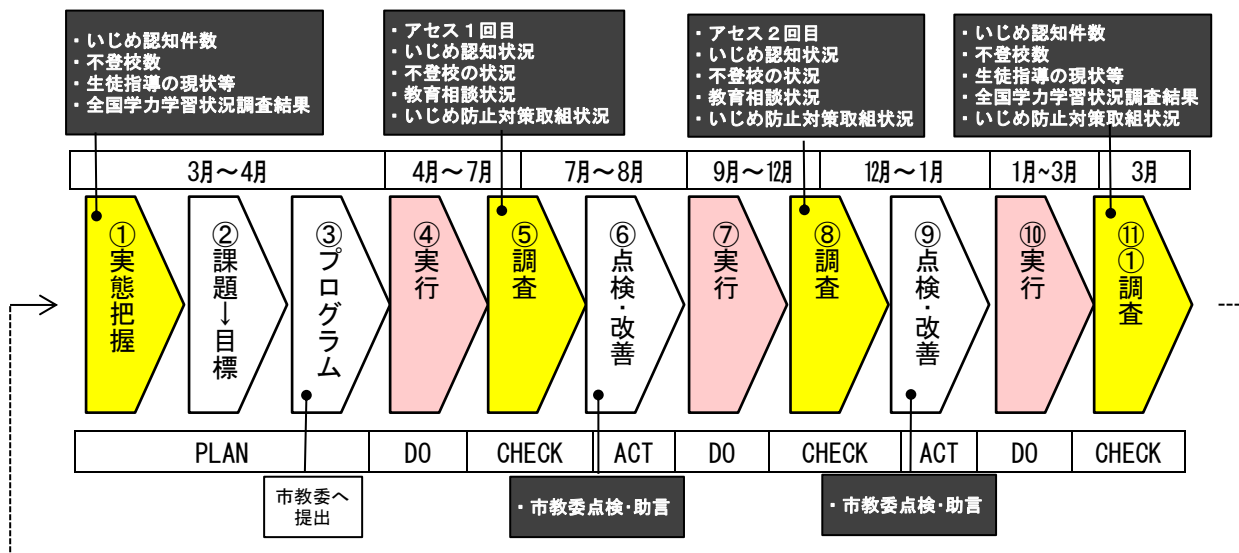 ・いじめ認知件数
・不登校数
・生徒指導の現状等
・全国学力学習状況調査結果
・アセス１回目
・いじめ認知状況
・不登校の状況
・教育相談状況
・いじめ防止対策取組状況
・アセス２回目
・いじめ認知状況
・不登校の状況
・教育相談状況
・いじめ防止対策取組状況
・いじめ認知件数
・不登校数
・生徒指導の現状等
・全国学力学習状況調査結果
・いじめ防止対策取組状況
3月～4月
4月～7月
7月～8月
9月～12月
12月～1月
1月~3月
3月
①実態把握
②課題→目標
③プログラム
④実行
⑤調査
⑥点検・改善
⑦実行
⑧調査
⑨点検・改善
⑩実行
⑪①調査
PLAN
DO
CHECK
ACT
DO
CHECK
ACT
DO
CHECK
市教委へ
提出
・市教委点検・助言
・市教委点検・助言